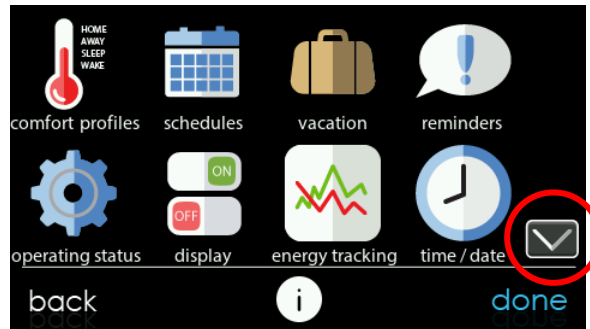 HOME
AWAY
SLEEP
WAKE
comfort profiles schedules vacation reminders
ON
OFF
operating status display energy tracking time / date
back i done